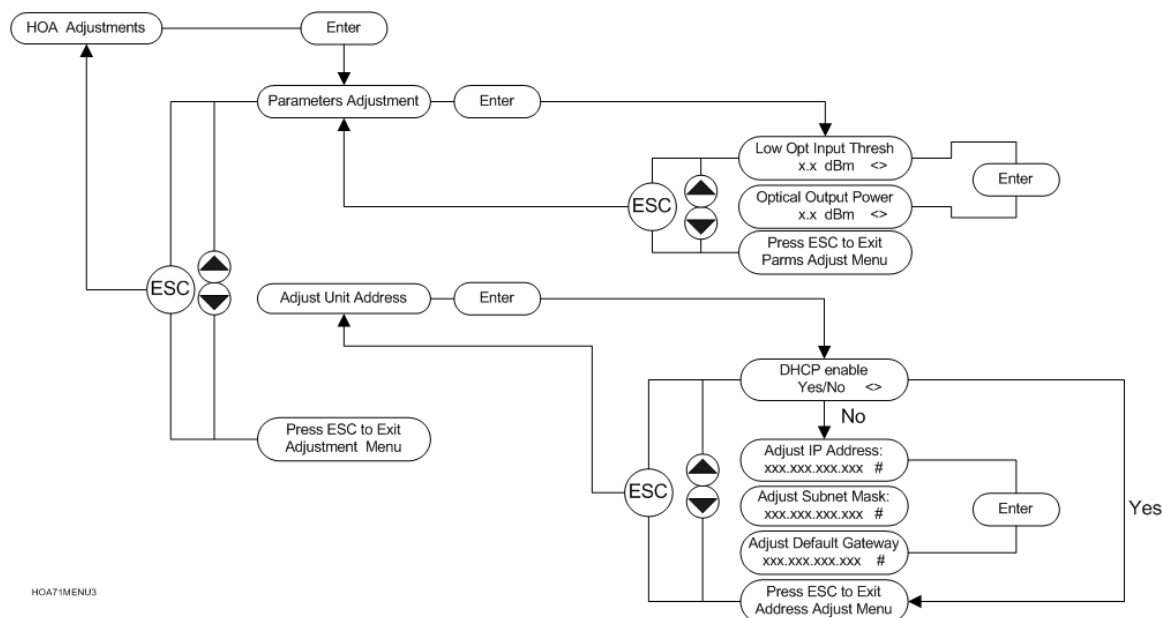 HOA Adjustments
Enter
Parameters Adjustment
Enter
Low Opt Input Thresh
x.x dBm <>
Enter
ESC
Optical Output Power
x.x dBm <>
Press ESC to Exit
Parms Adjust Menu
ESC
Adjust Unit Address
Enter
DHCP enable
Yes/No <>
No
Press ESC to Exit
Adjustment Menu
Adjust IP Address:
xxx.xxx.xxx.xxx #
ESC
Adjust Subnet Mask:
xxx.xxx.xxx.xxx #
Enter
Yes
Adjust Default Gateway
xxx.xxx.xxx.xxx #
Press ESC to Exit
Address Adjust Menu
HOA71MENU3